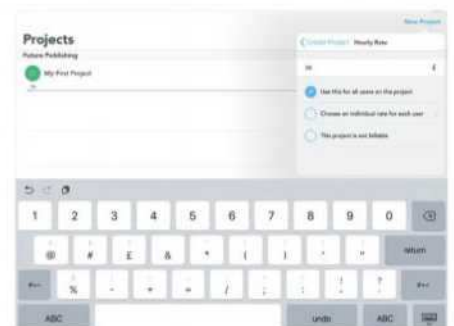 New Project
Projects
Create Project Hourly Rate
Future Publishing
My First Project
£
Use this for all users on the project
Choose an individual rate for each user
This project is not billable
1 2 3 4 5 6 7 8 9 0
@ # £ & * ( ) ' "
return
#+= % - + = / ; : ! ? #+=
ABC undo ABC